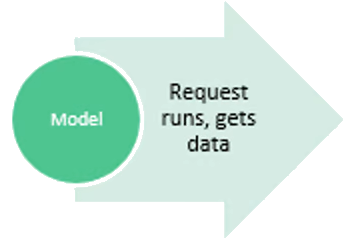 Model
Request
runs, gets
data